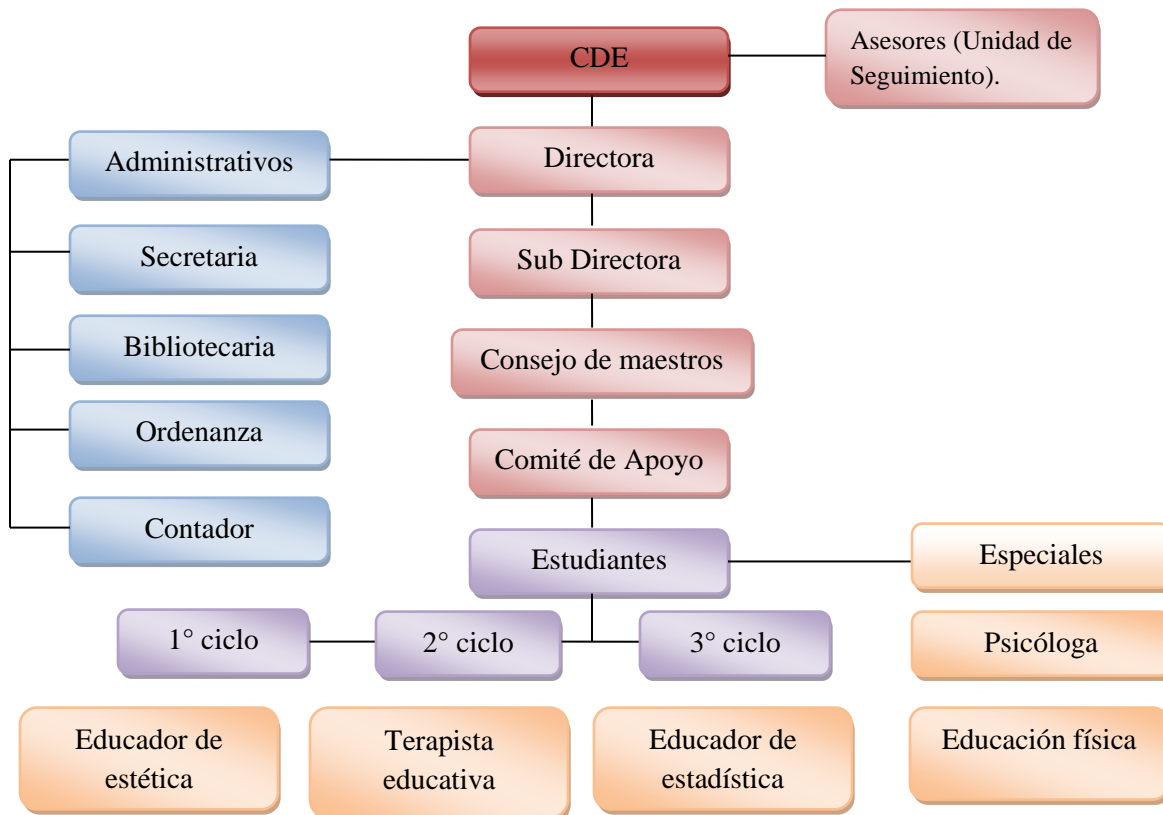 CDE
Asesores (Unidad de
Seguimiento).
Administrativos
Directora
Secretaria
Sub Directora
Bibliotecaria
Consejo de maestros
Ordenanza
Comité de Apoyo
Contador
Estudiantes
Especiales
1° ciclo
2° ciclo
3° ciclo
Psicóloga
Educador de
estética
Terapista
educativa
Educador de
estadística
Educación física